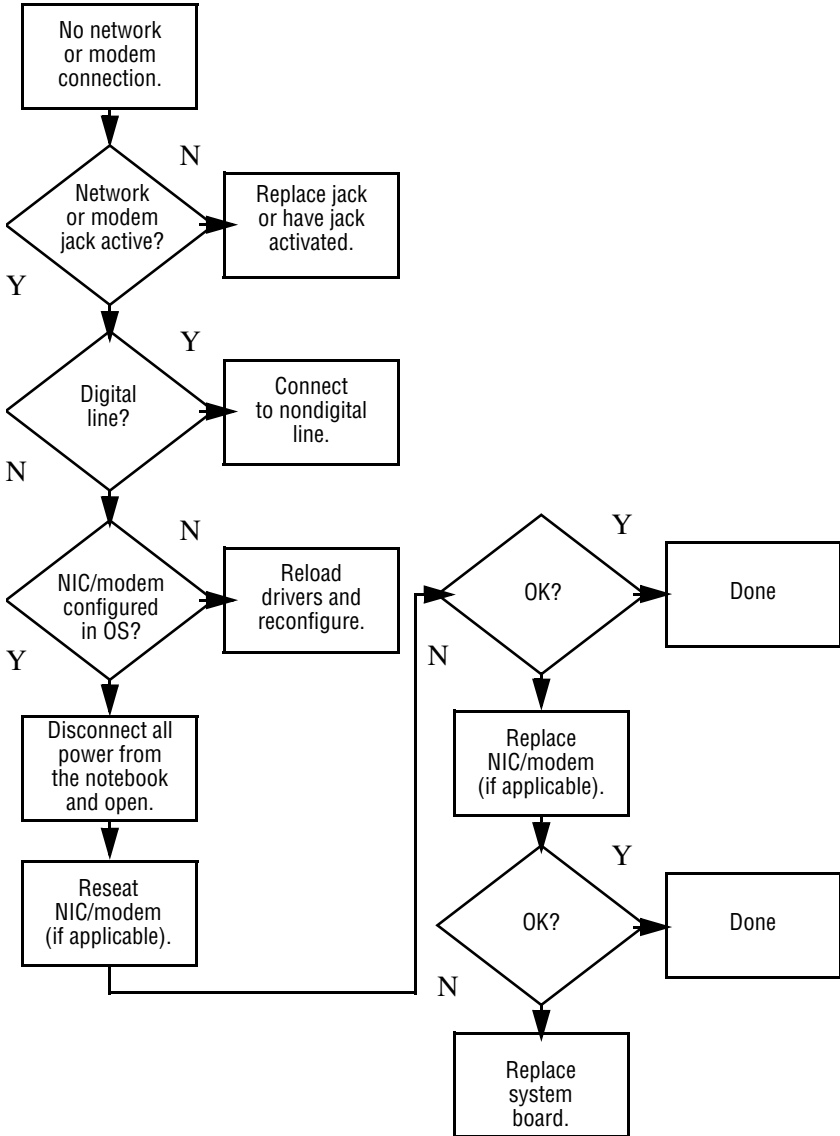 No network
or modem
connection.
N
Network
or modem
jack active?
Replace jack
or have jack
activated.
Y
Y
Digital
line?
Connect
to nondigital
line.
N
N
NIC/modem
configured
in OS?
Reload
drivers and
reconfigure.
Y
Disconnect all
power from
the notebook
and open.
Reseat
NIC/modem
(if applicable).
Y
OK?
Done
N
Replace
NIC/modem
(if applicable).
Y
OK?
Done
N
Replace
system
board.